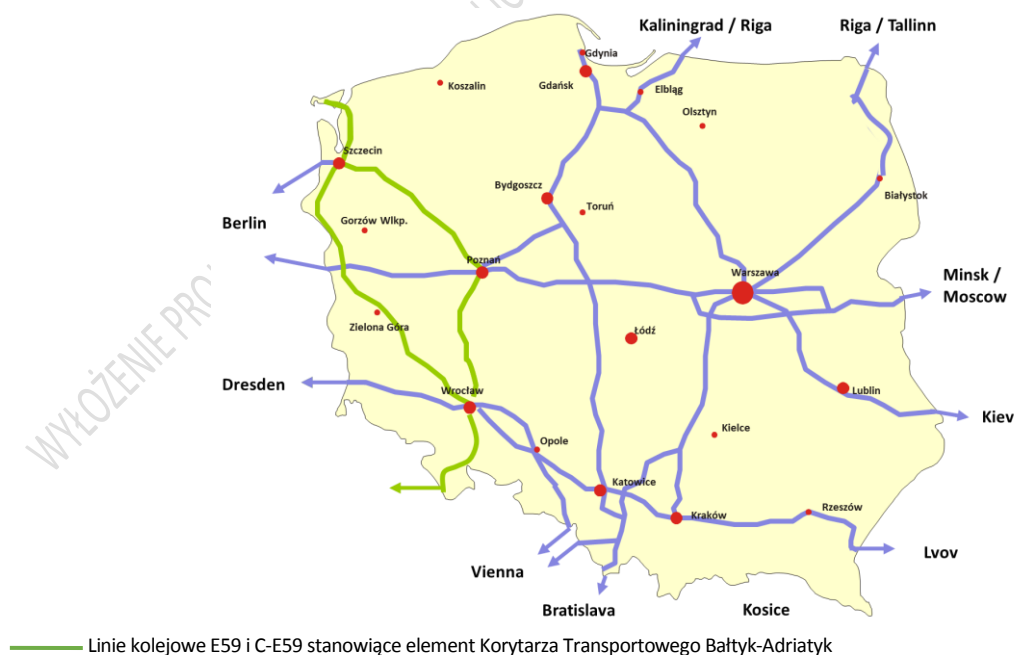 Kaliningrad / Riga
Riga / Tallinn
Gdynia
Koszalin
Gdańsk
Elbląg
Olsztyn
Szczecin
Bydgoszcz
Toruń
Białystok
Berlin
Gorzów Wlkp.
Poznań
Warszawa
Minsk /
Moscow
Zielona Góra
Łódź
Dresden
Wrocław
Lublin
Kiev
Kielce
Opole
Katowice
Kraków
Rzeszów
Lvov
Vienna
Bratislava
Kosice
WYŁOŻENIE
Linie kolejowe E59 i C-E59 stanowiące element Korytarza Transportowego Bałtyk-Adriatyk